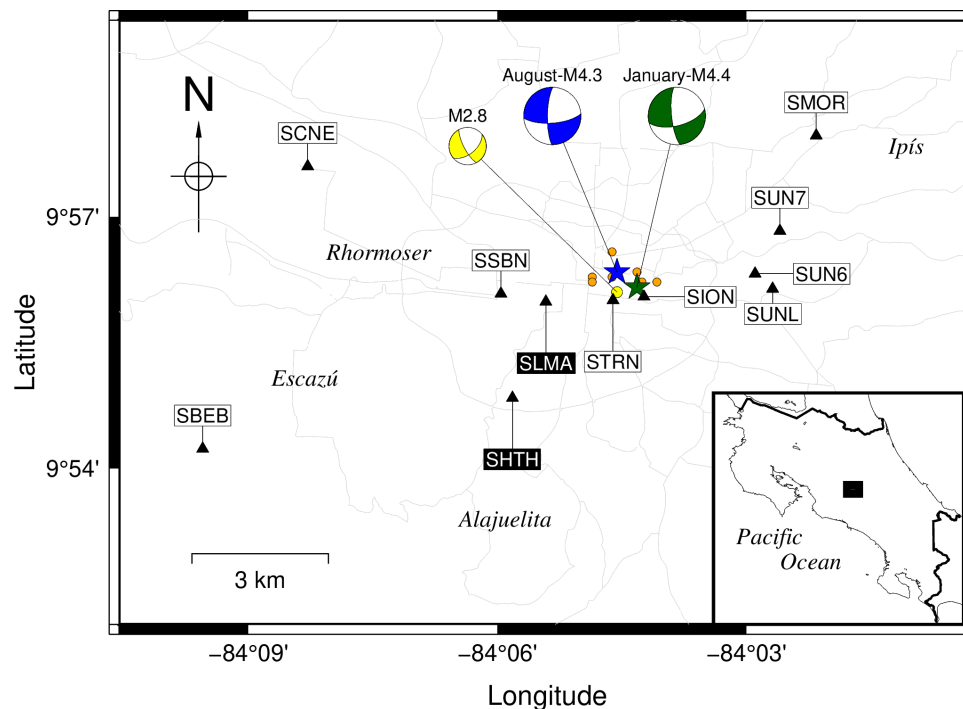 August-M4.3
January-M4.4
M2.8
N
SCNE
SMOR
Ipís
SUN7
9°57'
Rhormoser
SSBN
SUN6
SION
SUNL
SLMA
STRN
Escazú
SBEB
SHTH
9°54'
Alajuelita
Pacific
Ocean
3 km
Latitude
−84°09'
−84°06'
−84°03'
Longitude